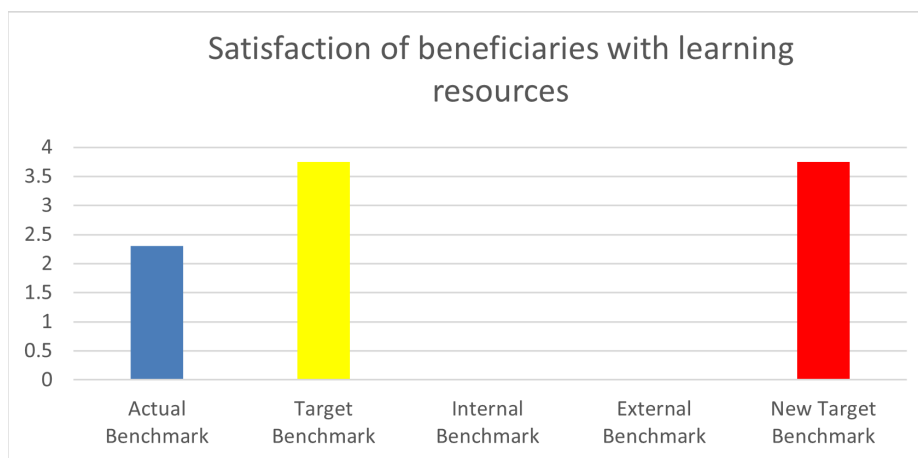 Satisfaction of beneficiaries with learning
resources
4
3.5
3
2.5
2
1.5
1
0.5
0
Actual
Benchmark
Target
Benchmark
Internal
Benchmark
External
Benchmark
New Target
Benchmark